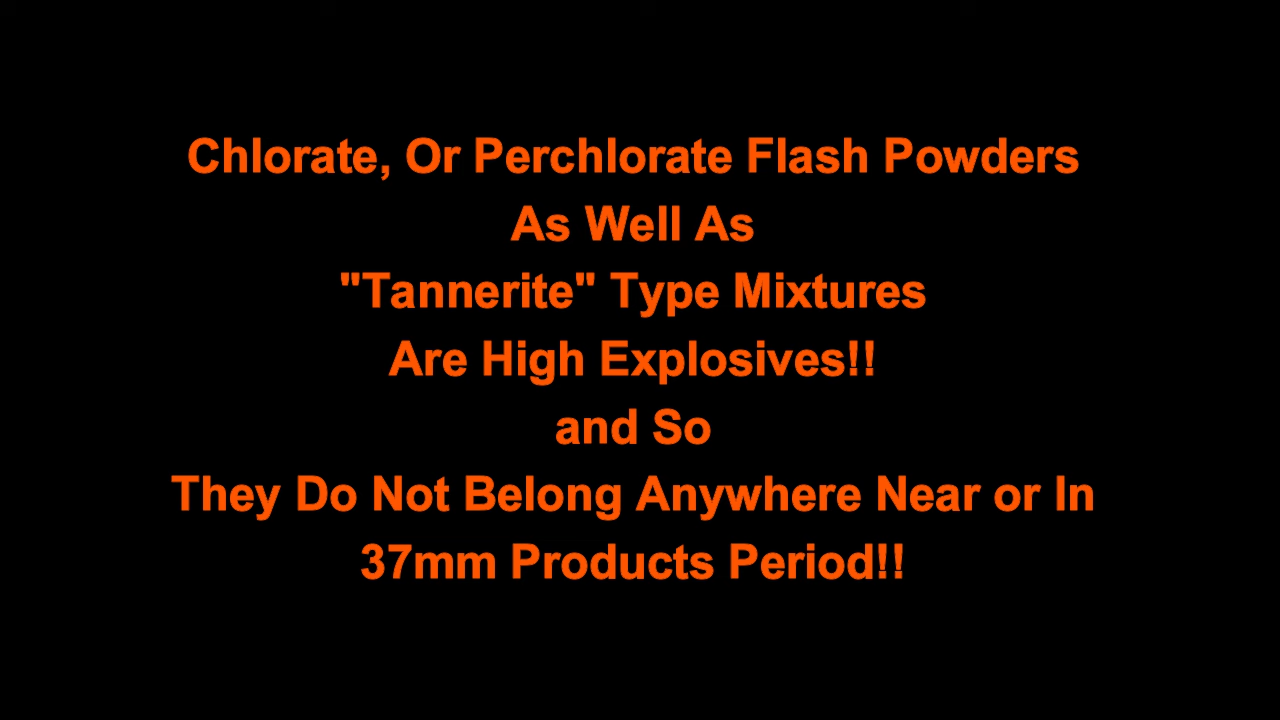 Chlorate, Or Perchlorate Flash Powders
As Well As
"Tannerite" Type Mixtures
Are High Explosives!!
and So
They Do Not Belong Anywhere Near or In
37mm Products Period!!